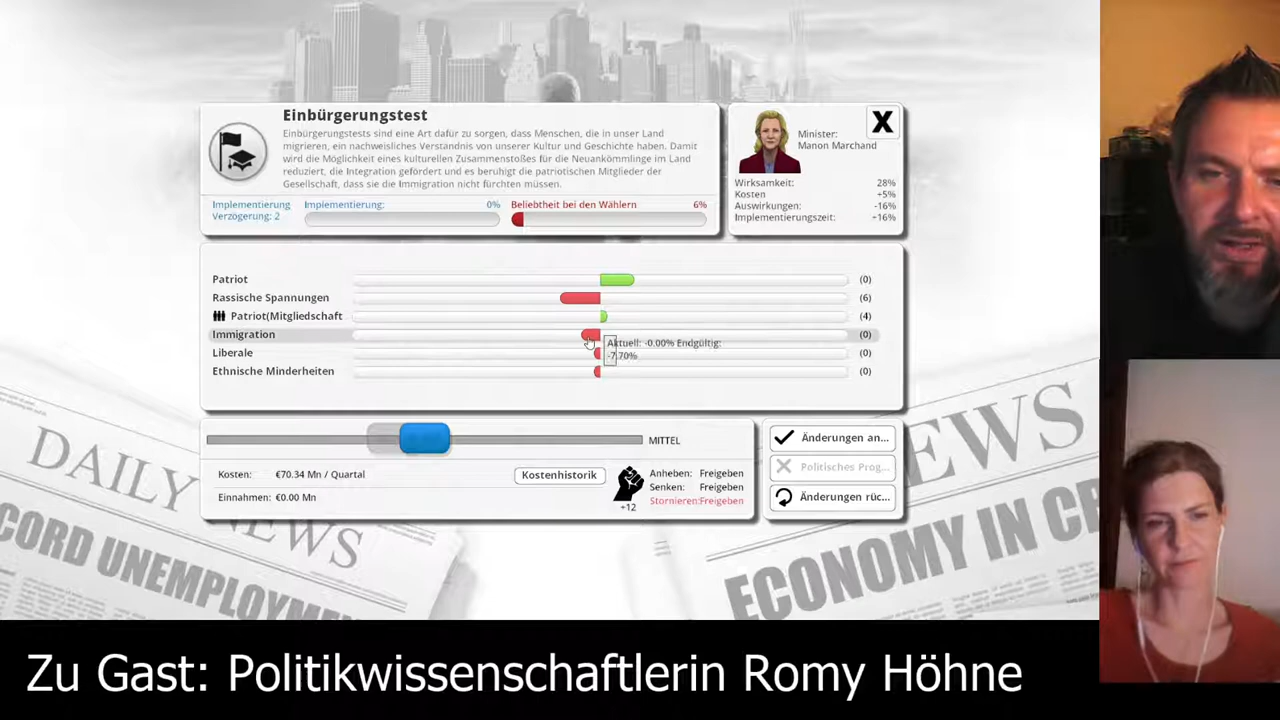 Einbürgerungstest
Einbürgerungstests sind eine Art dafür zu sorgen, dass Menschen, die in unser Land
migrieren, ein nachweisliches Verständnis von unserer Kultur und Geschichte haben. Damit
wird die Möglichkeit eines kulturellen Zusammenstoßes für die Neuankömmlinge im Land
reduziert, die Integration gefördert und es beruhigt die patriotischen Mitglieder der
Gesellschaft, dass sie die Immigration nicht fürchten müssen.
Implementierung
Verzögerung: 2
Implementierung: 0%
Beliebtheit bei den Wählern 6%
X
Minister:
Manon Marchand
Wirksamkeit: 28%
Kosten +5%
Auswirkungen: -16%
Implementierungszeit: +16%
Patriot (0)
Rassische Spannungen (6)
Patriot(Mitgliedschaft (4)
Immigration (0)
Aktuell: -0.00% Endgültig:
-7.70%
Liberale (0)
Ethnische Minderheiten (0)
MITTEL
Kosten: €70.34 Mn / Quartal
Einnahmen: €0.00 Mn
Kostenhistorik
+12
Anheben: Freigeben
Senken: Freigeben
Stornieren:Freigeben
Änderungen an...
Politisches Prog...
Änderungen rüc...
DAILY NEWS
CORD UNEMPLOYM
NEWS
ECONOMY IN CR
Zu Gast: Politikwissenschaftlerin Romy Höhne